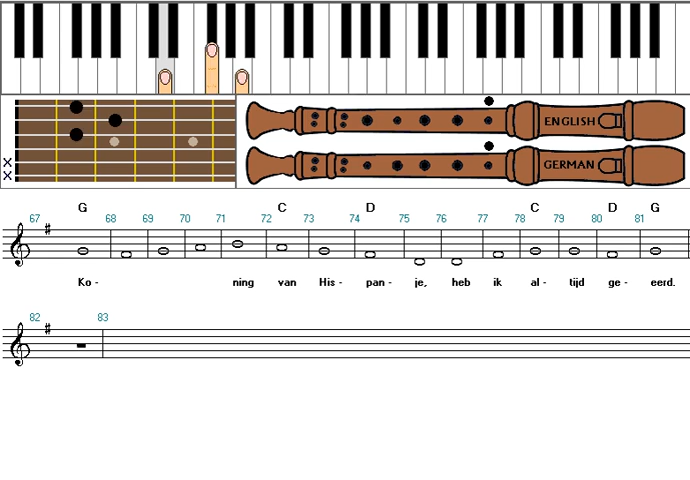 ENGLISH
GERMAN
X
X
67 G 68 69 70 71 72 C 73 74 D 75 76 77 78 C 79 80 D 81 G
Ko - ning van His - pan - je, heb ik al - tijd ge - eerd.
82 83